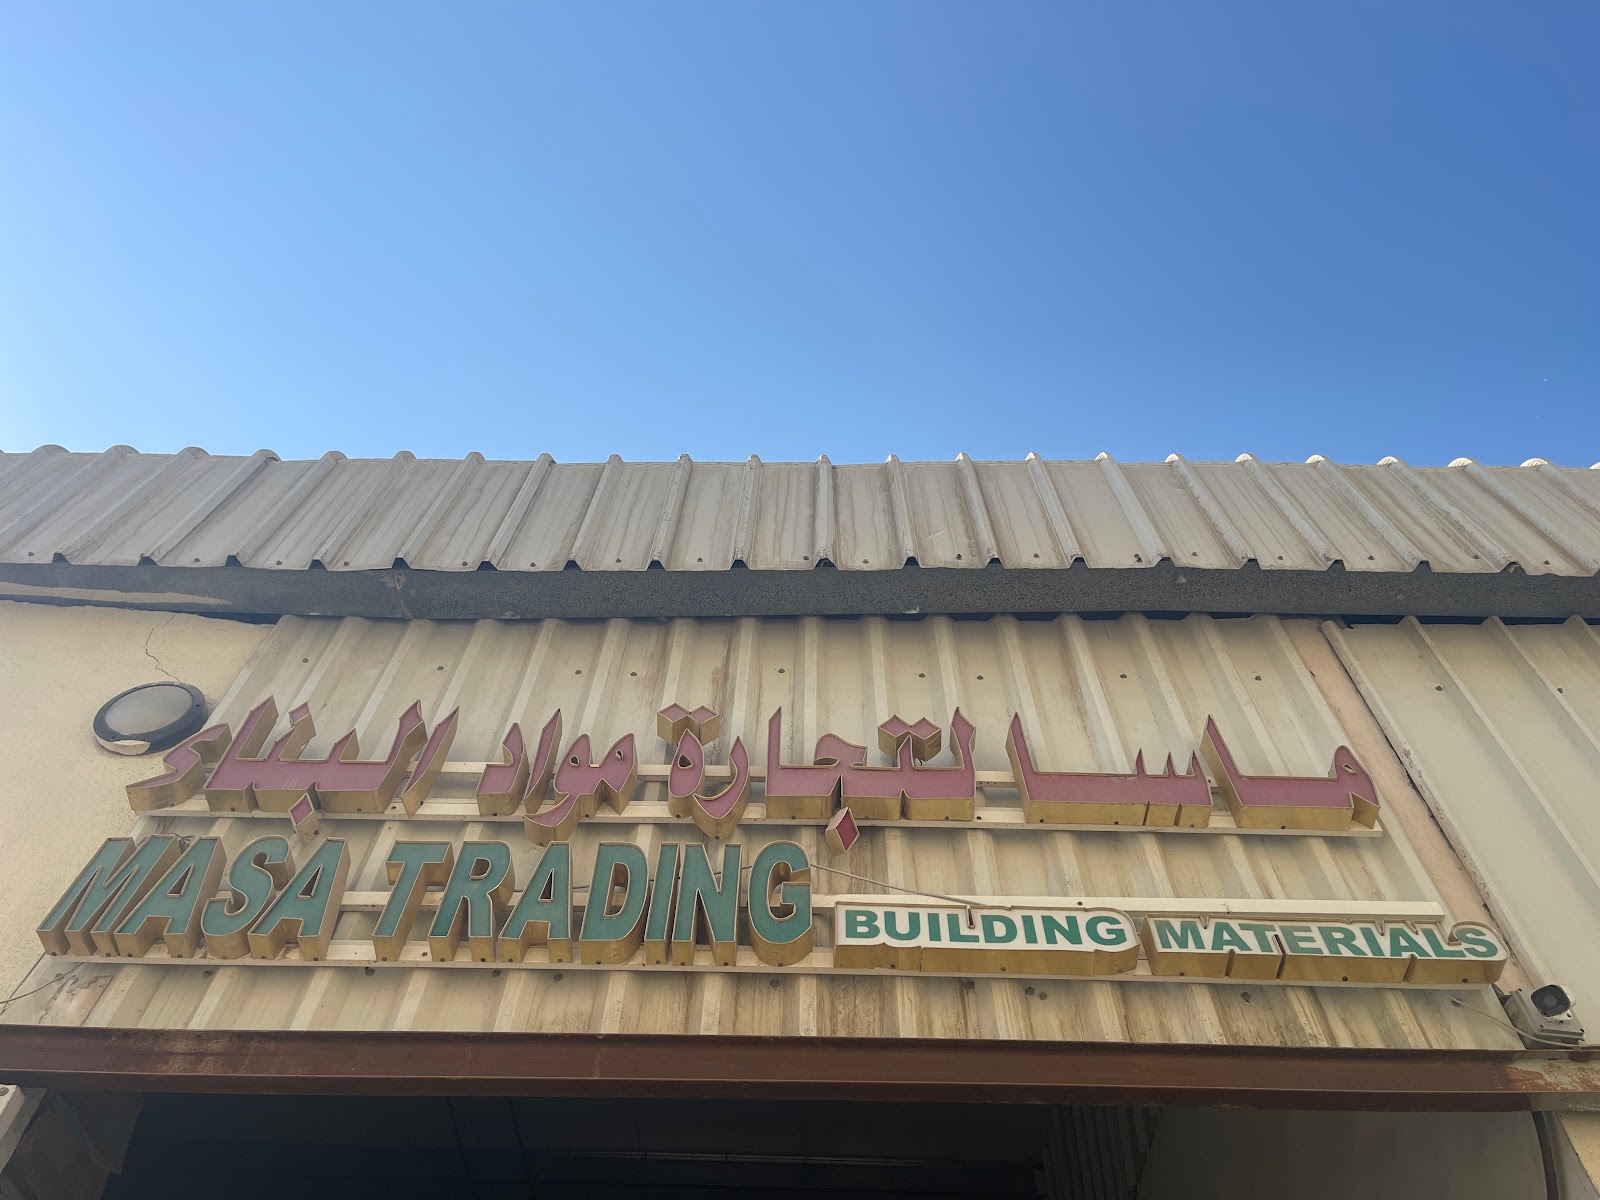 ماسا لتجارة مواد البناء
MASA TRADING BUILDING MATERIALS